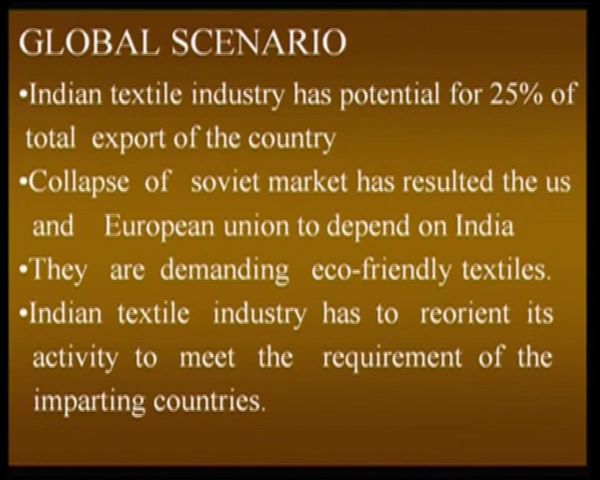 GLOBAL SCENARIO
•Indian textile industry has potential for 25% of
total export of the country
•Collapse of soviet market has resulted the us
and European union to depend on India
•They are demanding eco-friendly textiles.
•Indian textile industry has to reorient its
activity to meet the requirement of the
imparting countries.